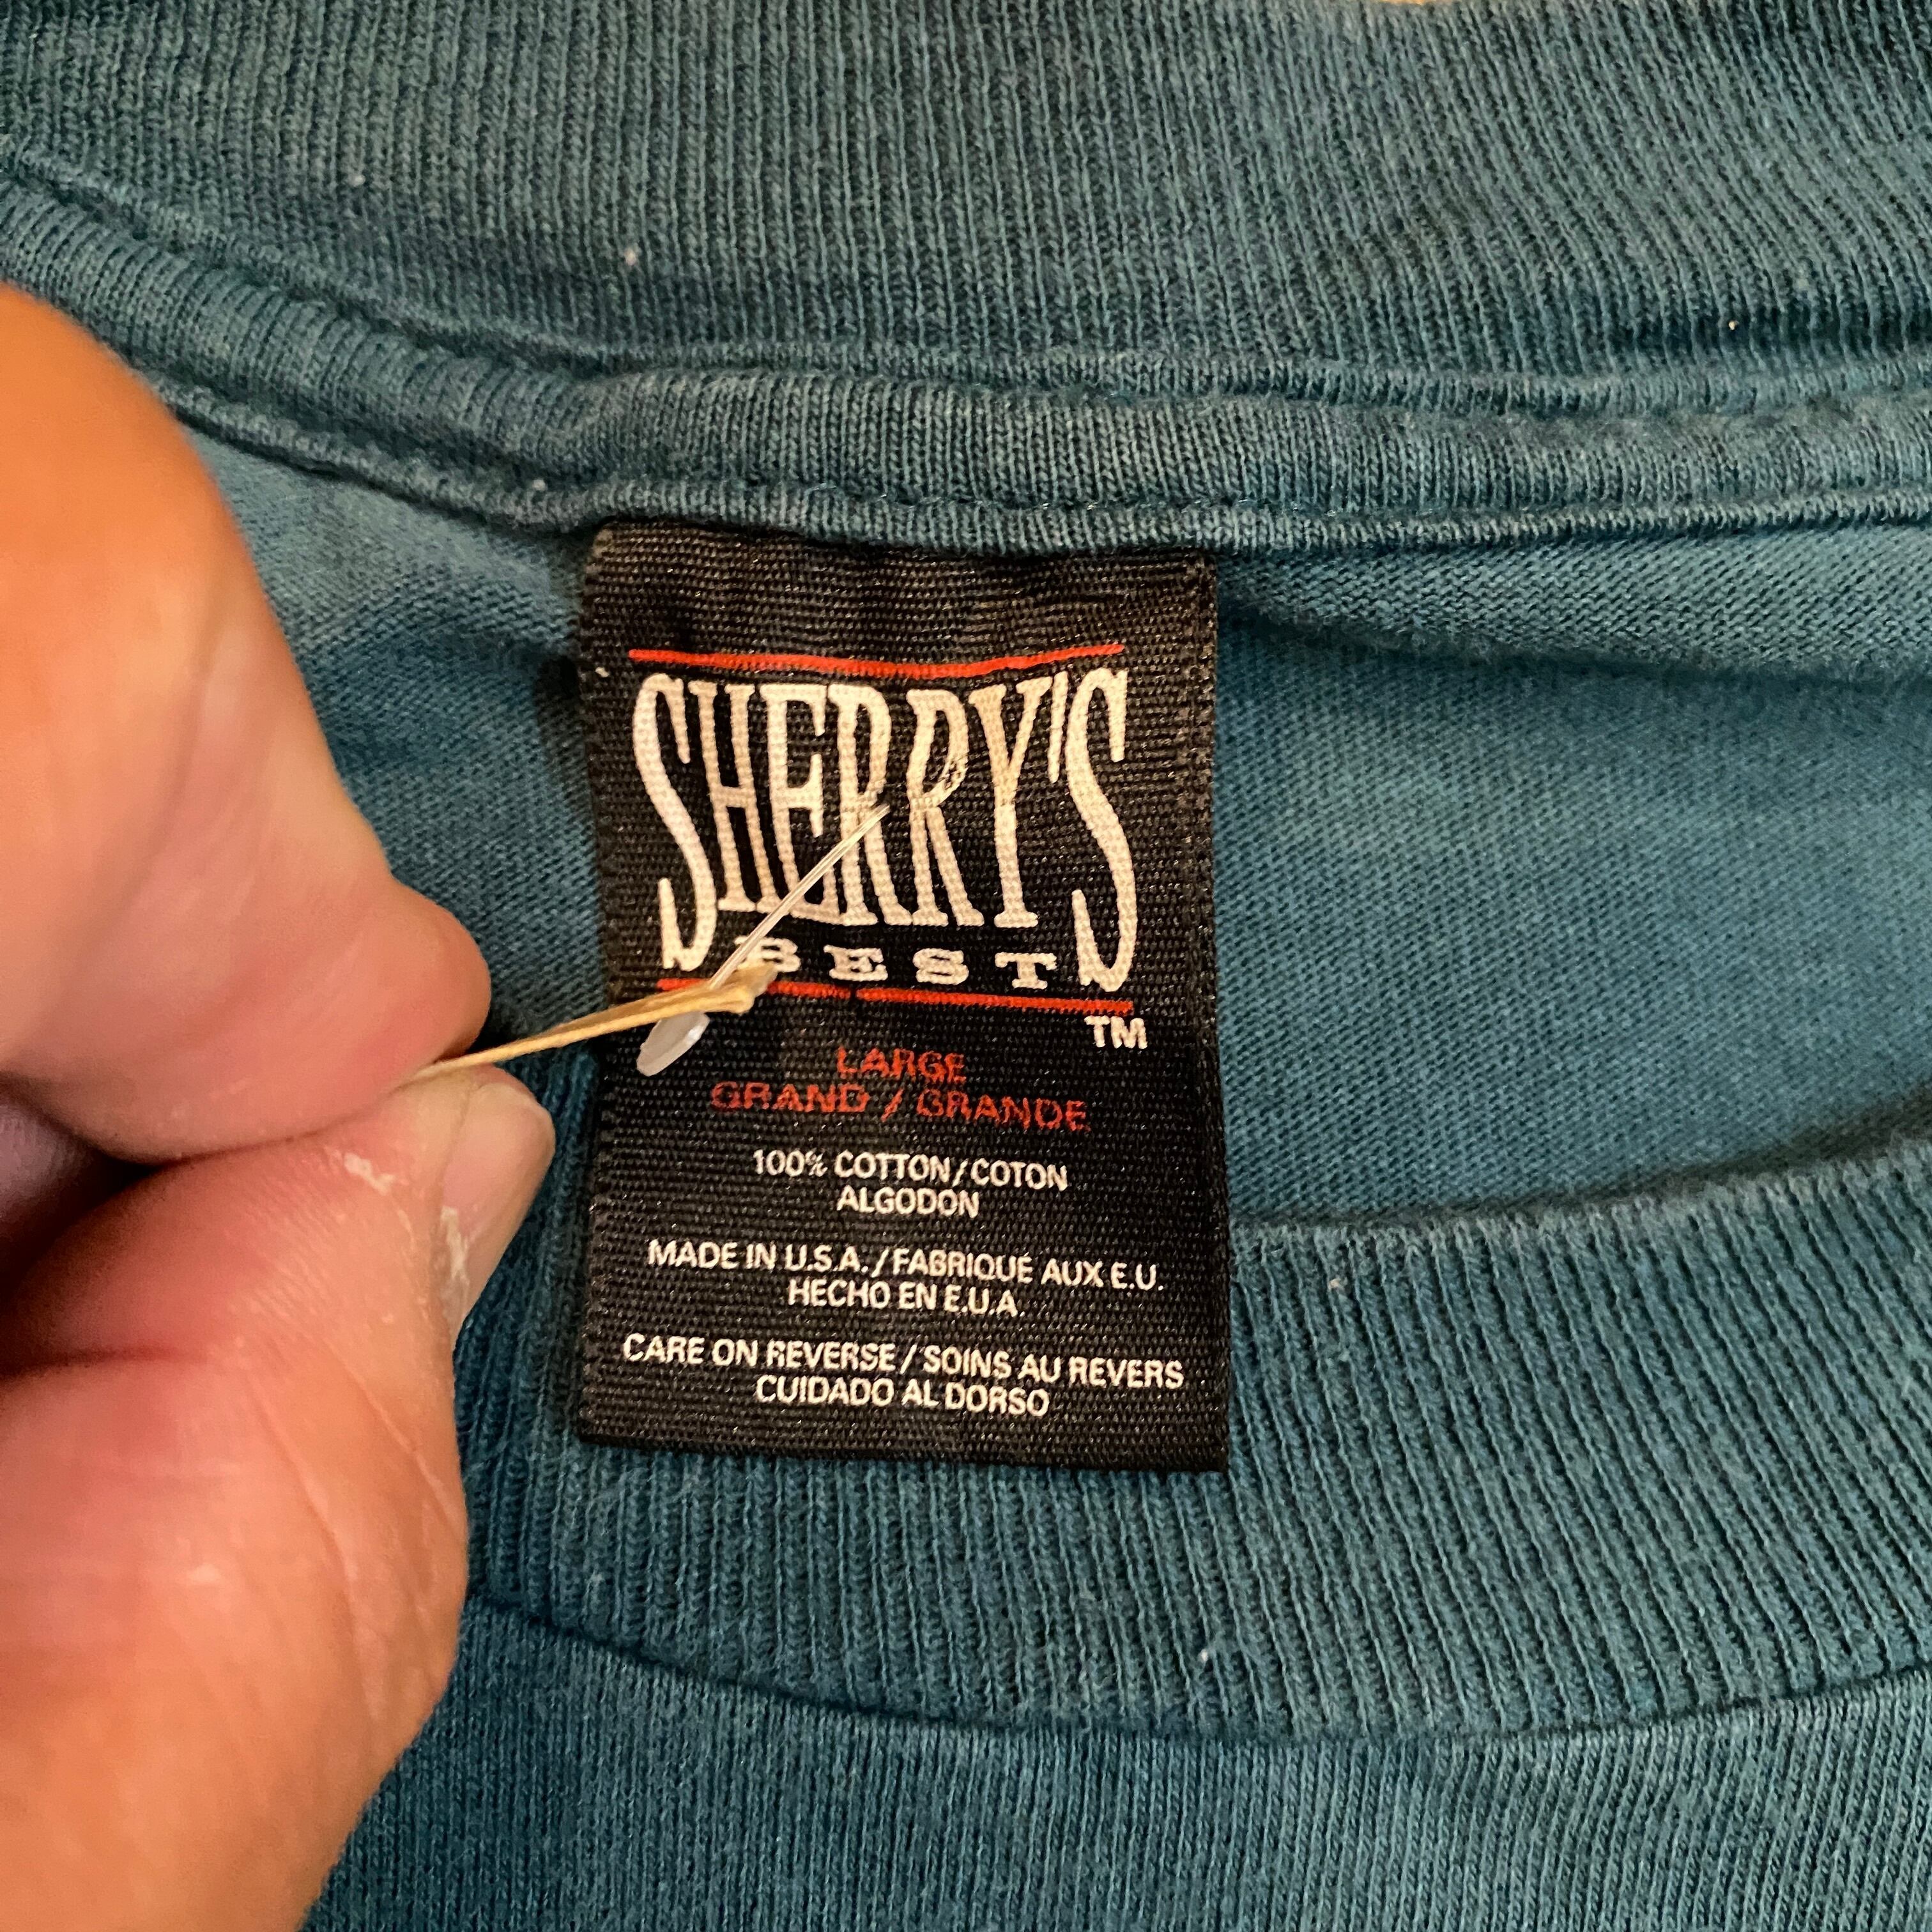 SHERRY'S
BEST
TM
LARGE
GRAND / GRANDE
100% COTTON/COTON
ALGODON
MADE IN U.S.A./FABRIQUÉ AUX E.U.
HECHO EN E.U.A.
CARE ON REVERSE / SOINS AU REVERS
CUIDADO AL DORSO